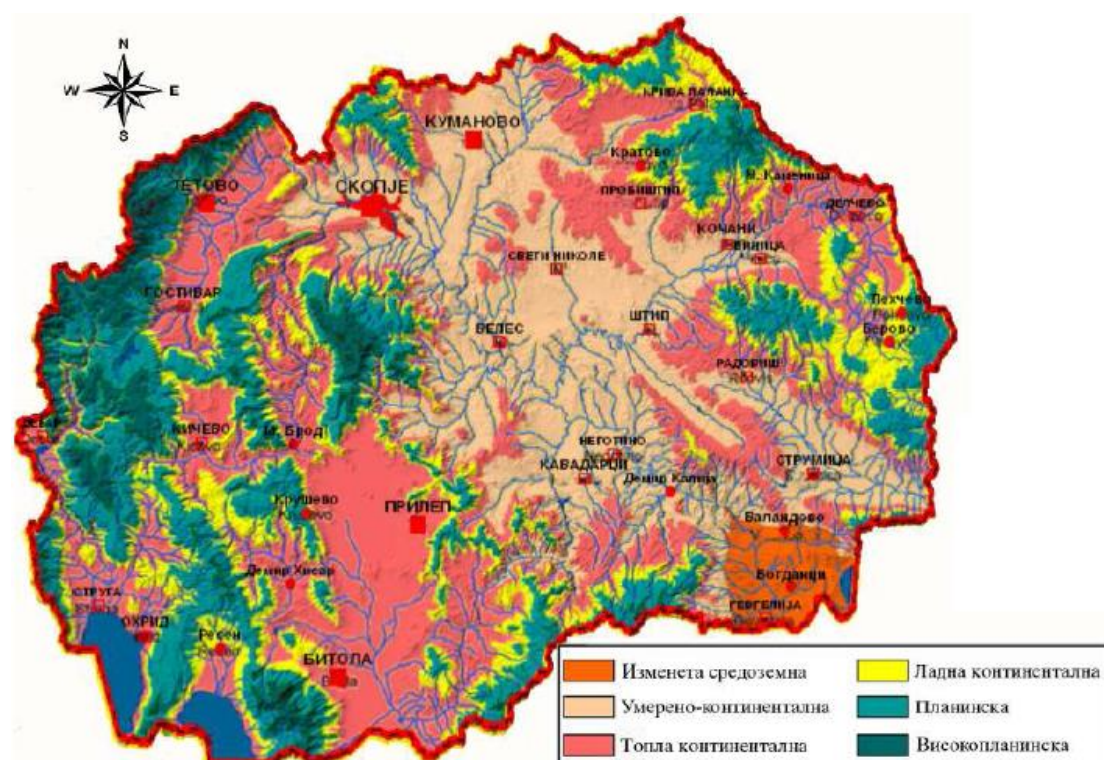 N
W E
S
КУМАНОВО
ТЕТОВО
СКОПЈЕ
Кратово
ПРОБИШТИП
М. Каменица
ДЕЛЧЕВО
КОЧАНИ
ВИНИЦА
СВЕТИ НИКОЛЕ
ГОСТИВАР
ВЕЛЕС
ШТИП
Пехчево
Берово
РАДОВИШ
КИЧЕВО
М. Брод
НЕГОТИНО
КАВАДАРЦИ
СТРУМИЦА
Демир Капија
Крушево
ПРИЛЕП
Валандово
Демир Хисар
Богданци
СТРУГА
ГЕВГЕЛИЈА
ОХРИД
Ресен
БИТОЛА
Изменета средоземна
Ладна континентална
Умерено-континентална
Планинска
Топла континентална
Високопланинска